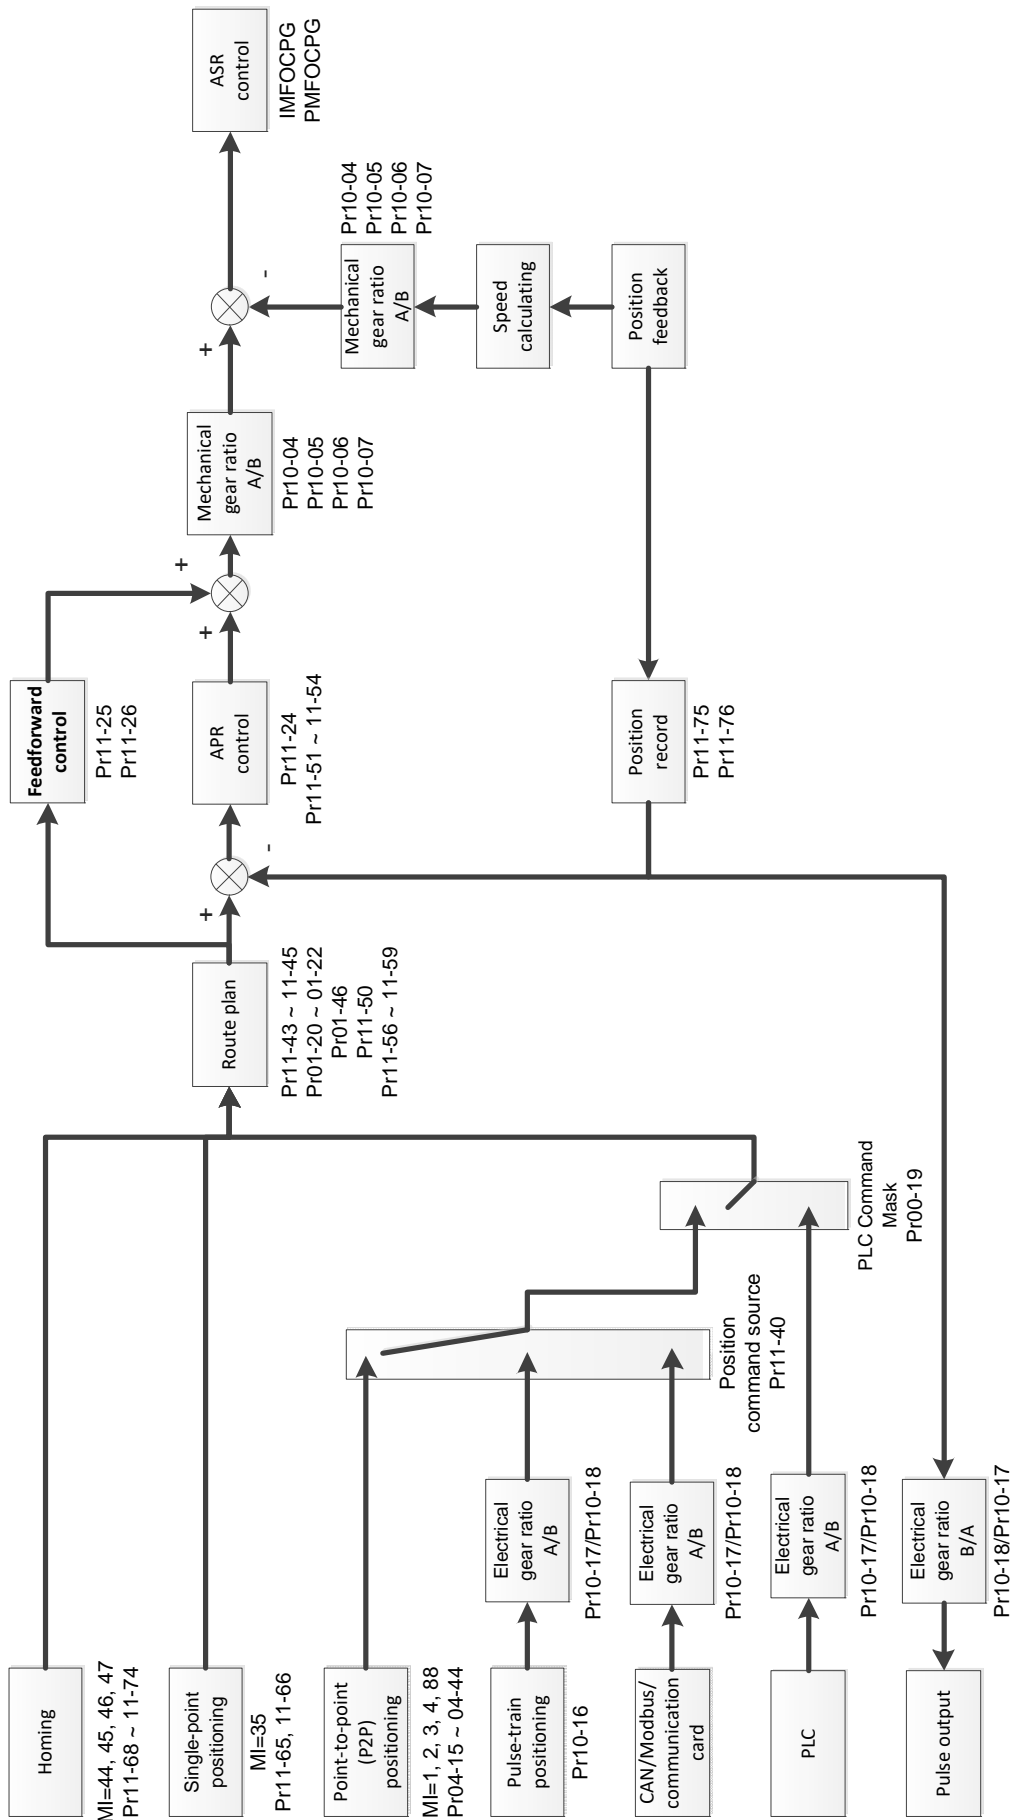 Homing
MI=44, 45, 46, 47
Pr11-68 ~ 11-74
Single-point
positioning
MI=35
Pr11-65, 11-66
Point-to-point
(P2P)
positioning
MI=1, 2, 3, 4, 88
Pr04-15 ~ 04-44
Pulse-train
positioning
Pr10-16
Electrical
gear ratio
A/B
Pr10-17/Pr10-18
CAN/Modbus/
communication
card
Electrical
gear ratio
A/B
Pr10-17/Pr10-18
PLC
Electrical
gear ratio
A/B
Pr10-17/Pr10-18
Pulse output
Electrical
gear ratio
B/A
Pr10-18/Pr10-17
Position
command source
Pr11-40
PLC Command
Mask
Pr00-19
Route plan
Pr11-43 ~ 11-45
Pr01-20 ~ 01-22
Pr01-46
Pr11-50
Pr11-56 ~ 11-59
+
-
Feedforward
control
Pr11-25
Pr11-26
APR
control
Pr11-24
Pr11-51 ~ 11-54
+
+
Mechanical
gear ratio
A/B
Pr10-04
Pr10-05
Pr10-06
Pr10-07
+
-
ASR
control
IMFOCPG
PMFOCPG
Mechanical
gear ratio
A/B
Pr10-04
Pr10-05
Pr10-06
Pr10-07
Speed
calculating
Position
feedback
Position
record
Pr11-75
Pr11-76